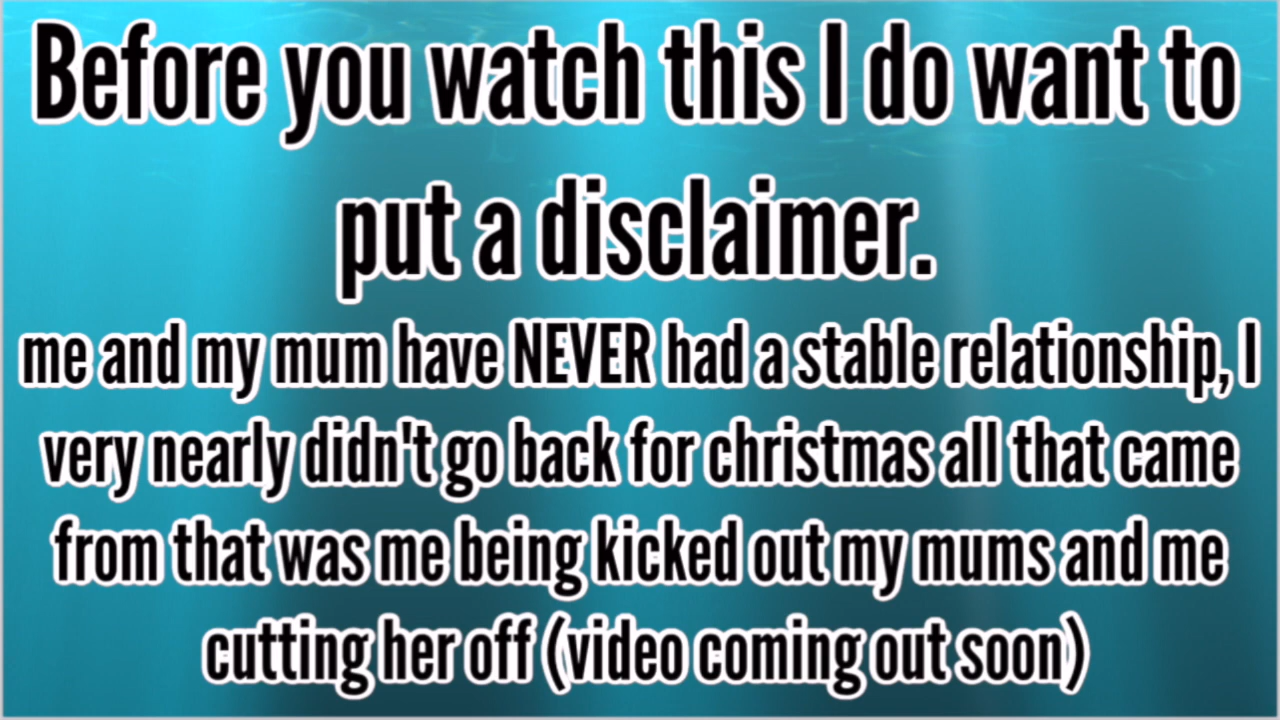 Before you watch this I do want to
put a disclaimer.
me and my mum have NEVER had a stable relationship, I
very nearly didn't go back for christmas all that came
from that was me being kicked out my mums and me
cutting her off (video coming out soon)